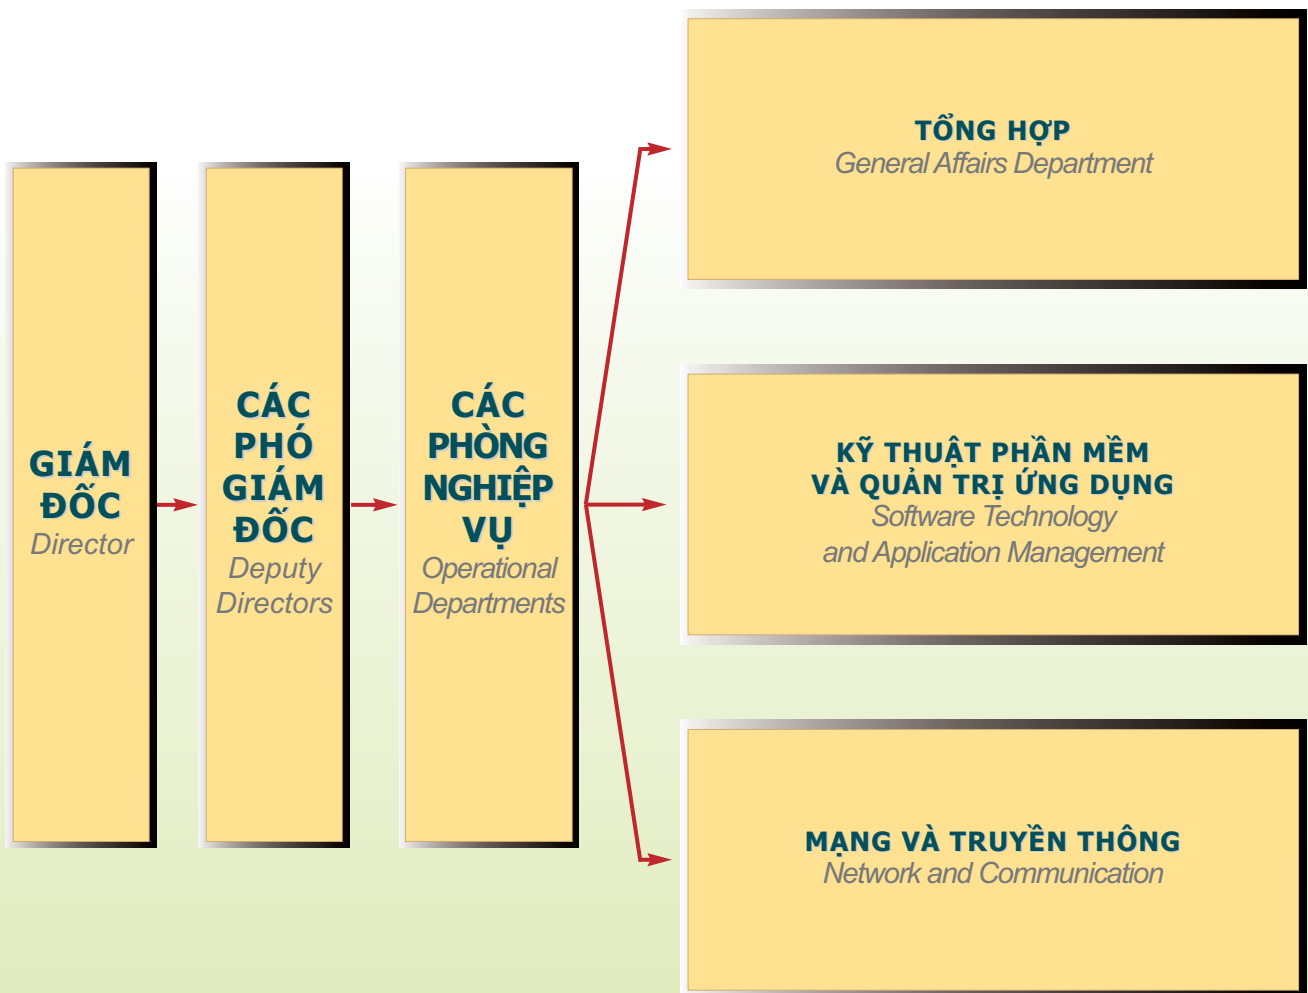 GIÁM
ĐỐC
Director
CÁC
PHÓ
GIÁM
ĐỐC
Deputy
Directors
CÁC
PHÒNG
NGHIỆP
VỤ
Operational
Departments
TỔNG HỢP
General Affairs Department
KỸ THUẬT PHẦN MỀM
VÀ QUẢN TRỊ ỨNG DỤNG
Software Technology
and Application Management
MẠNG VÀ TRUYỀN THÔNG
Network and Communication